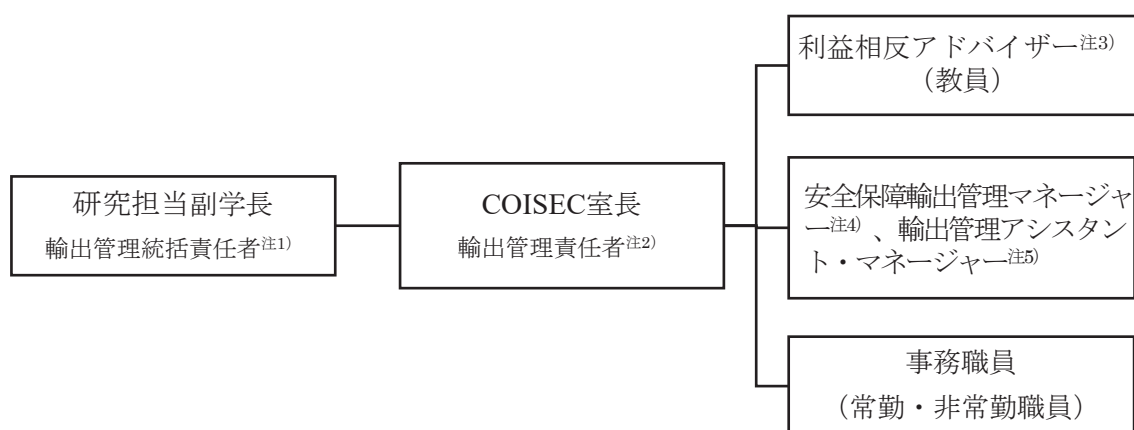 研究担当副学長
輸出管理統括責任者注1)
COISEC室長
輸出管理責任者注2)
利益相反アドバイザー注3)
（教員）
安全保障輸出管理マネージャ
ー注4) 、輸出管理アシスタン
ト・マネージャー注5)
事務職員
（常勤・非常勤職員）